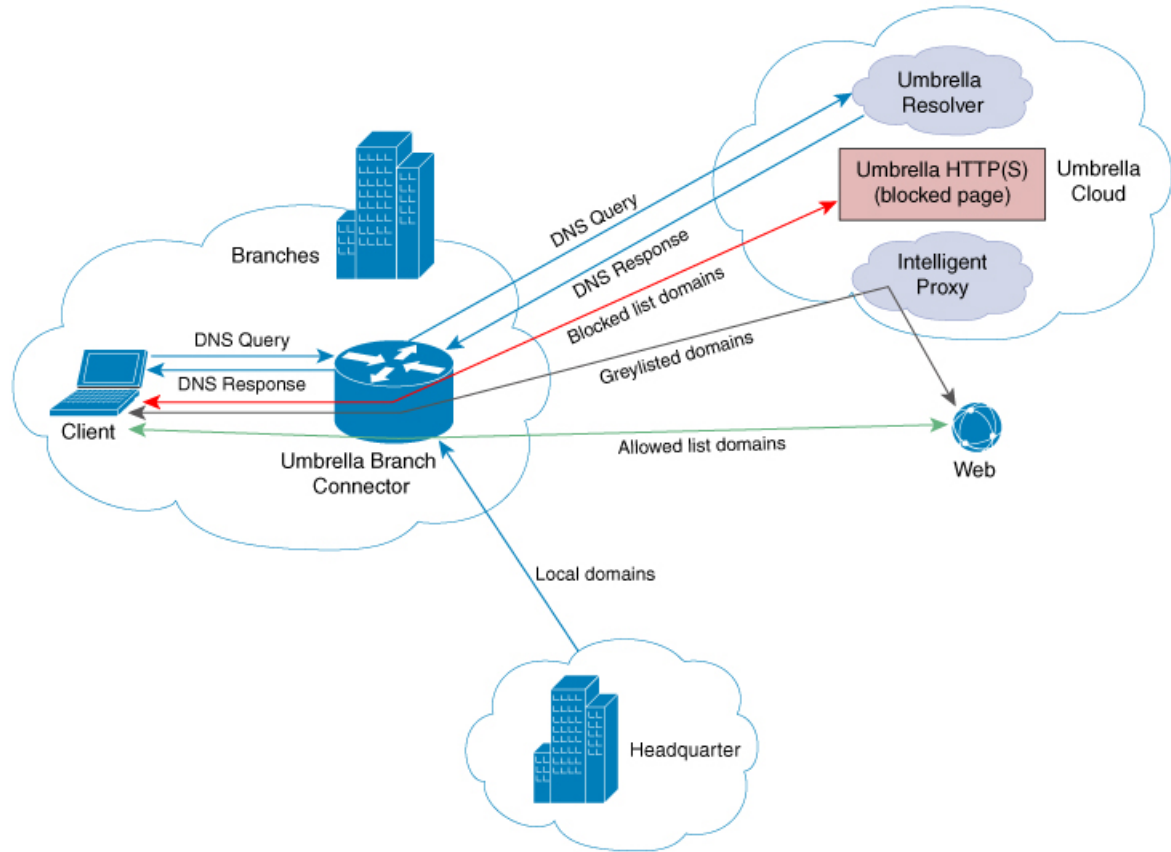 Umbrella
Resolver
Umbrella HTTP(S)
(blocked page)
Umbrella
Cloud
Intelligent
Proxy
Branches
DNS Query
DNS Response
Blocked list domains
Greylisted domains
DNS Query
DNS Response
Client
Umbrella Branch
Connector
Allowed list domains
Web
Local domains
Headquarter